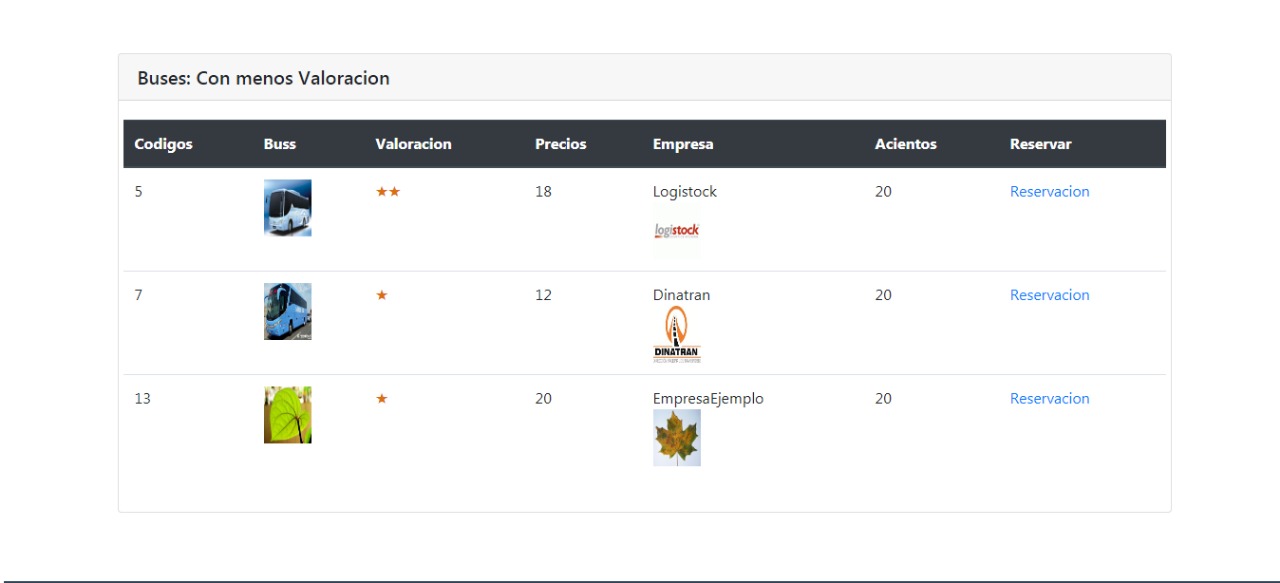 Buses: Con menos Valoracion
Codigos Buss Valoracion Precios Empresa Acientos Reservar
5 ★★ 18 Logistock 20 Reservacion
logistock
7 ★ 12 Dinatran 20 Reservacion
DINATRAN
13 ★ 20 EmpresaEjemplo 20 Reservacion